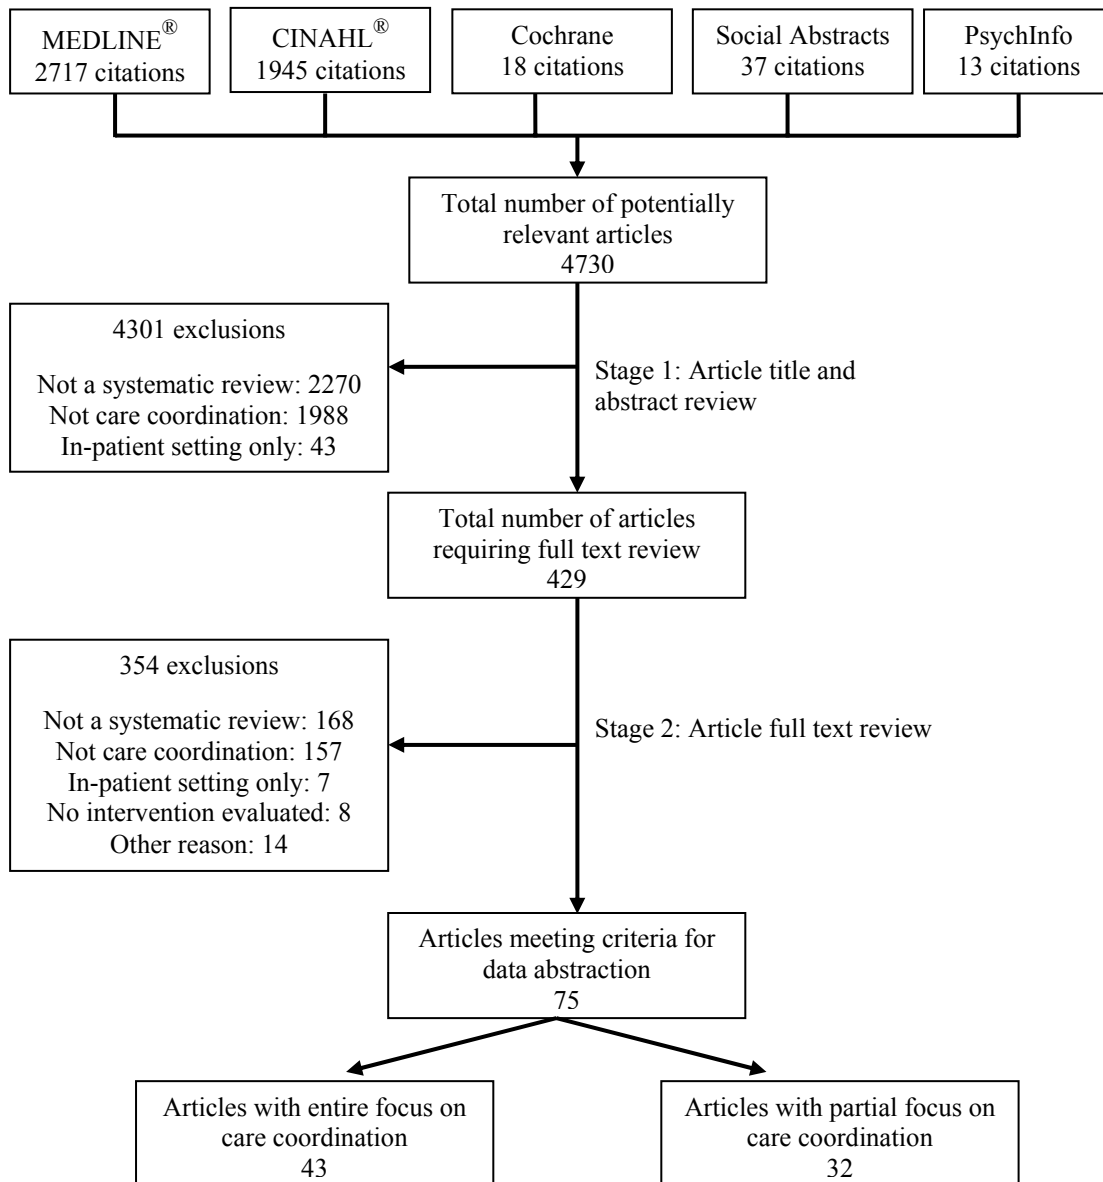 MEDLINE®
2717 citations
CINAHL®
1945 citations
Cochrane
18 citations
Social Abstracts
37 citations
PsychInfo
13 citations
Total number of potentially
relevant articles
4730
4301 exclusions
Not a systematic review: 2270
Not care coordination: 1988
In-patient setting only: 43
Stage 1: Article title and
abstract review
Total number of articles
requiring full text review
429
354 exclusions
Not a systematic review: 168
Not care coordination: 157
In-patient setting only: 7
No intervention evaluated: 8
Other reason: 14
Stage 2: Article full text review
Articles meeting criteria for
data abstraction
75
Articles with entire focus on
care coordination
43
Articles with partial focus on
care coordination
32